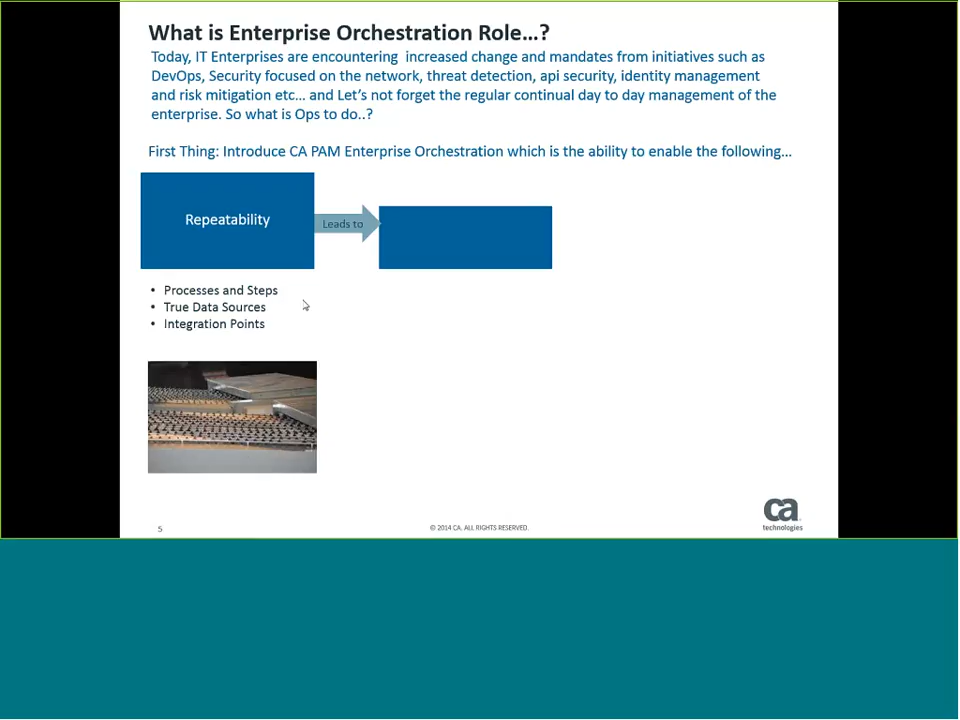 What is Enterprise Orchestration Role...?
Today, IT Enterprises are encountering  increased change and mandates from initiatives such as
DevOps, Security focused on the network, threat detection, api security, identity management
and risk mitigation etc... and Let's not forget the regular continual day to day management of the
enterprise. So what is Ops to do..?
First Thing: Introduce CA PAM Enterprise Orchestration which is the ability to enable the following...
Repeatability
Leads to
• Processes and Steps
• True Data Sources
• Integration Points
ca
technologies
5
© 2014 CA. ALL RIGHTS RESERVED.